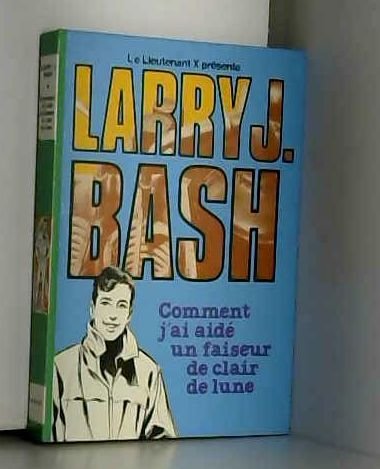 Le Lieutenant X présente
LARRY J.
BASH
Comment
j'ai aidé
un faiseur
de clair
de lune